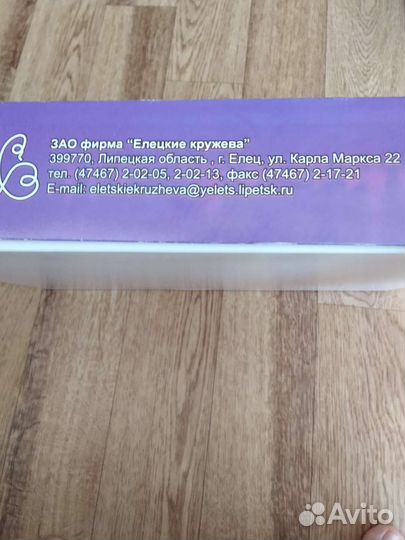 ЗАО фирма "Елецкие кружева"
399770, Липецкая область , г. Елец, ул. Карла Маркса 22
тел. (47467) 2-02-05, 2-02-13, факс (47467) 2-17-21
E-mail: eletskiekruzheva@yelets.lipetsk.ru
Avito